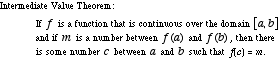 Intermediate Value Theorem:
If f is a function that is continuous over the domain [a, b]
and if m is a number between f(a) and f(b), then there
is some number c between a and b such that f(c) = m.